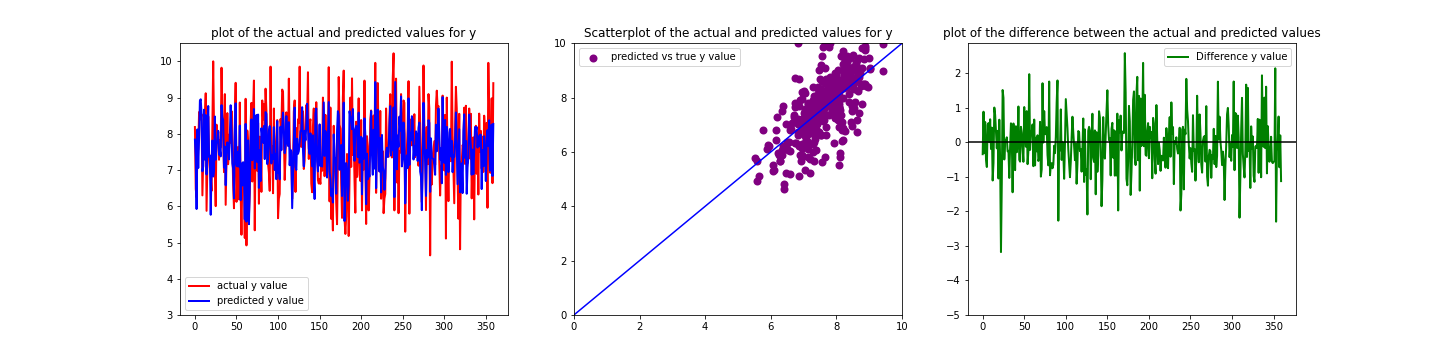 plot of the actual and predicted values for y
10
9
8
7
6
5
4
3
actual y value
predicted y value
0 50 100 150 200 250 300 350
Scatterplot of the actual and predicted values for y
predicted vs true y value
10
8
6
4
2
0
0 2 4 6 8 10
plot of the difference between the actual and predicted values
Difference y value
2
1
0
−1
−2
−3
−4
−5
0 50 100 150 200 250 300 350